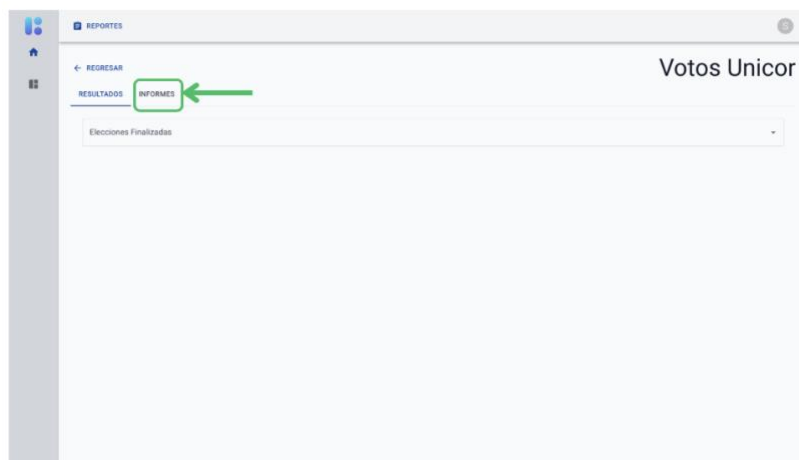 REPORTES
S
← REGRESAR
Votos Unicor
RESULTADOS INFORMES
Elecciones Finalizadas